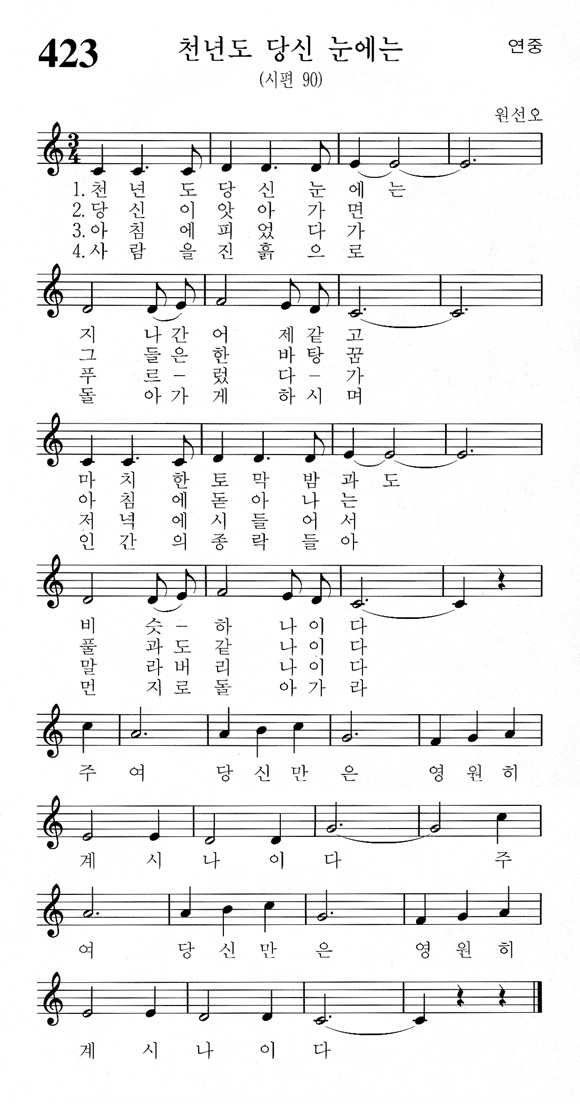 423 천년도 당신 눈에는 연중
(시편 90)
원선오
3/4
1.천 년 도 당 신 눈 에 는
2.당 신 이 앗 아 가 면
3.아 침 에 피 었 다 가
4.사 람 을 진 흙 으 로
지 나 간 어 제 같 고
그 들 은 한 바 탕 꿈
푸 르 – 렀 다 – 가
돌 아 가 게 하 시 며
마 치 한 토 막 밤 과 도
아 침 에 돋 아 나 는
저 녁 에 시 들 어 서
인 간 의 종 락 들 아
비 슷 – 하 나 이 다
풀 과 도 같 나 이 다
말 라 버 리 나 이 다
먼 지 로 돌 아 가 라
주 여 당 신 만 은 영 원 히
계 시 나 이 다 주
여 당 신 만 은 영 원 히
계 시 나 이 다